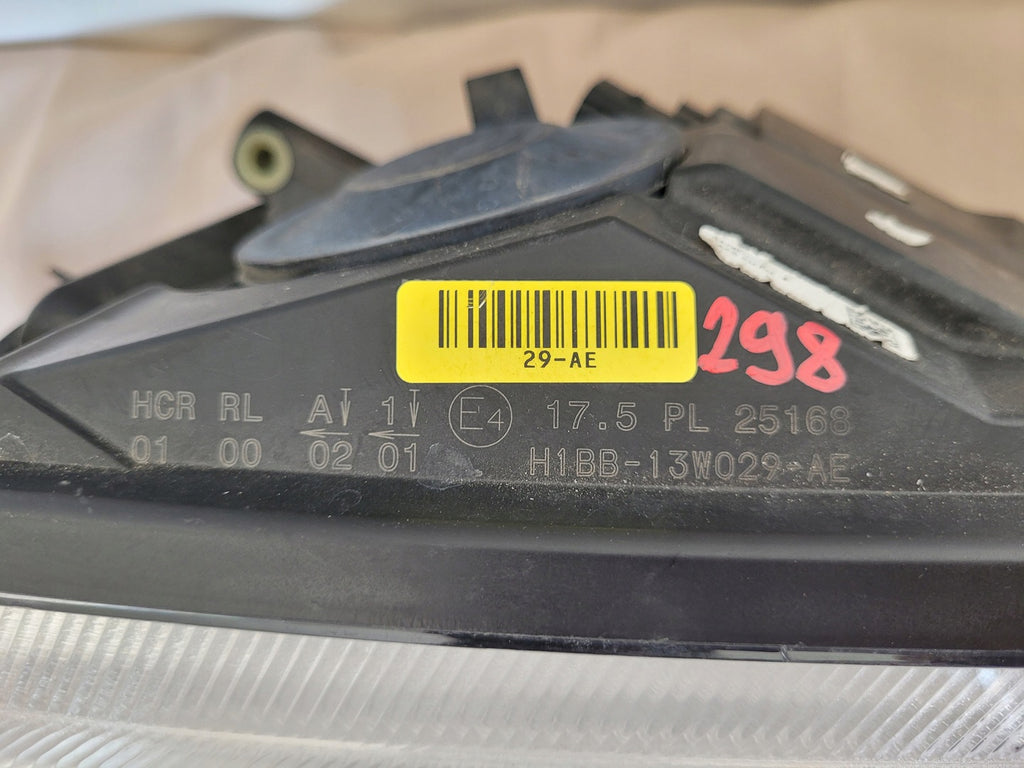 29-AE
298
HCR RL A 1 E4 17.5 PL 25168
01 00 02 01 H1BB-13W029-AE